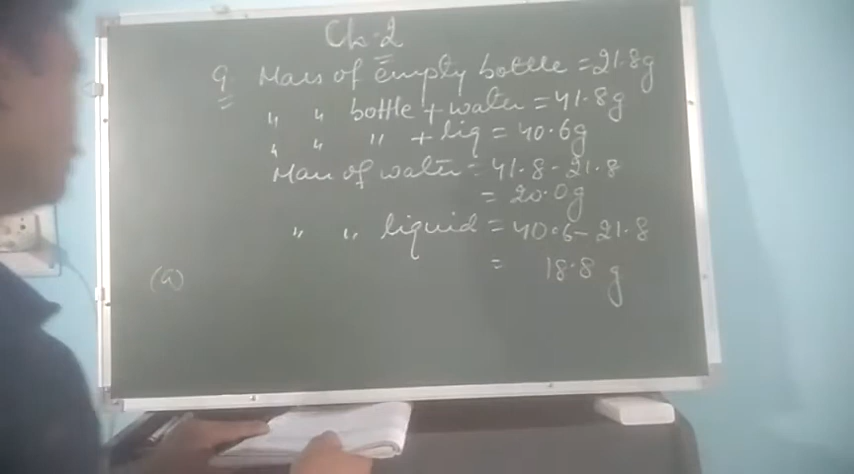 Ch-2
9 Mass of empty bottle = 21.8g
" " bottle + water = 41.8g
" " " + liq = 40.6g
Mass of water = 41.8 - 21.8
= 20.0g
" " liquid = 40.6 - 21.8
= 18.8 g
(a)